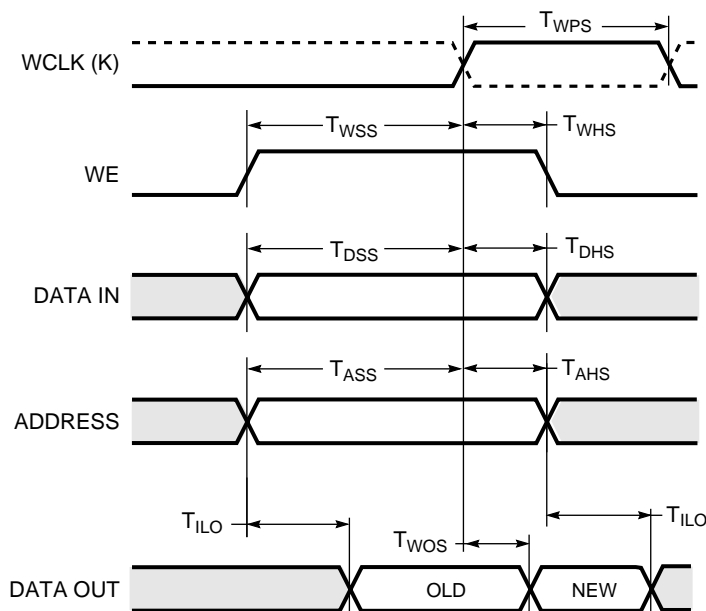 T_WPS
WCLK (K)
T_WSS T_WHS
WE
T_DSS T_DHS
DATA IN
T_ASS T_AHS
ADDRESS
T_ILO T_WOS T_ILO
DATA OUT OLD NEW